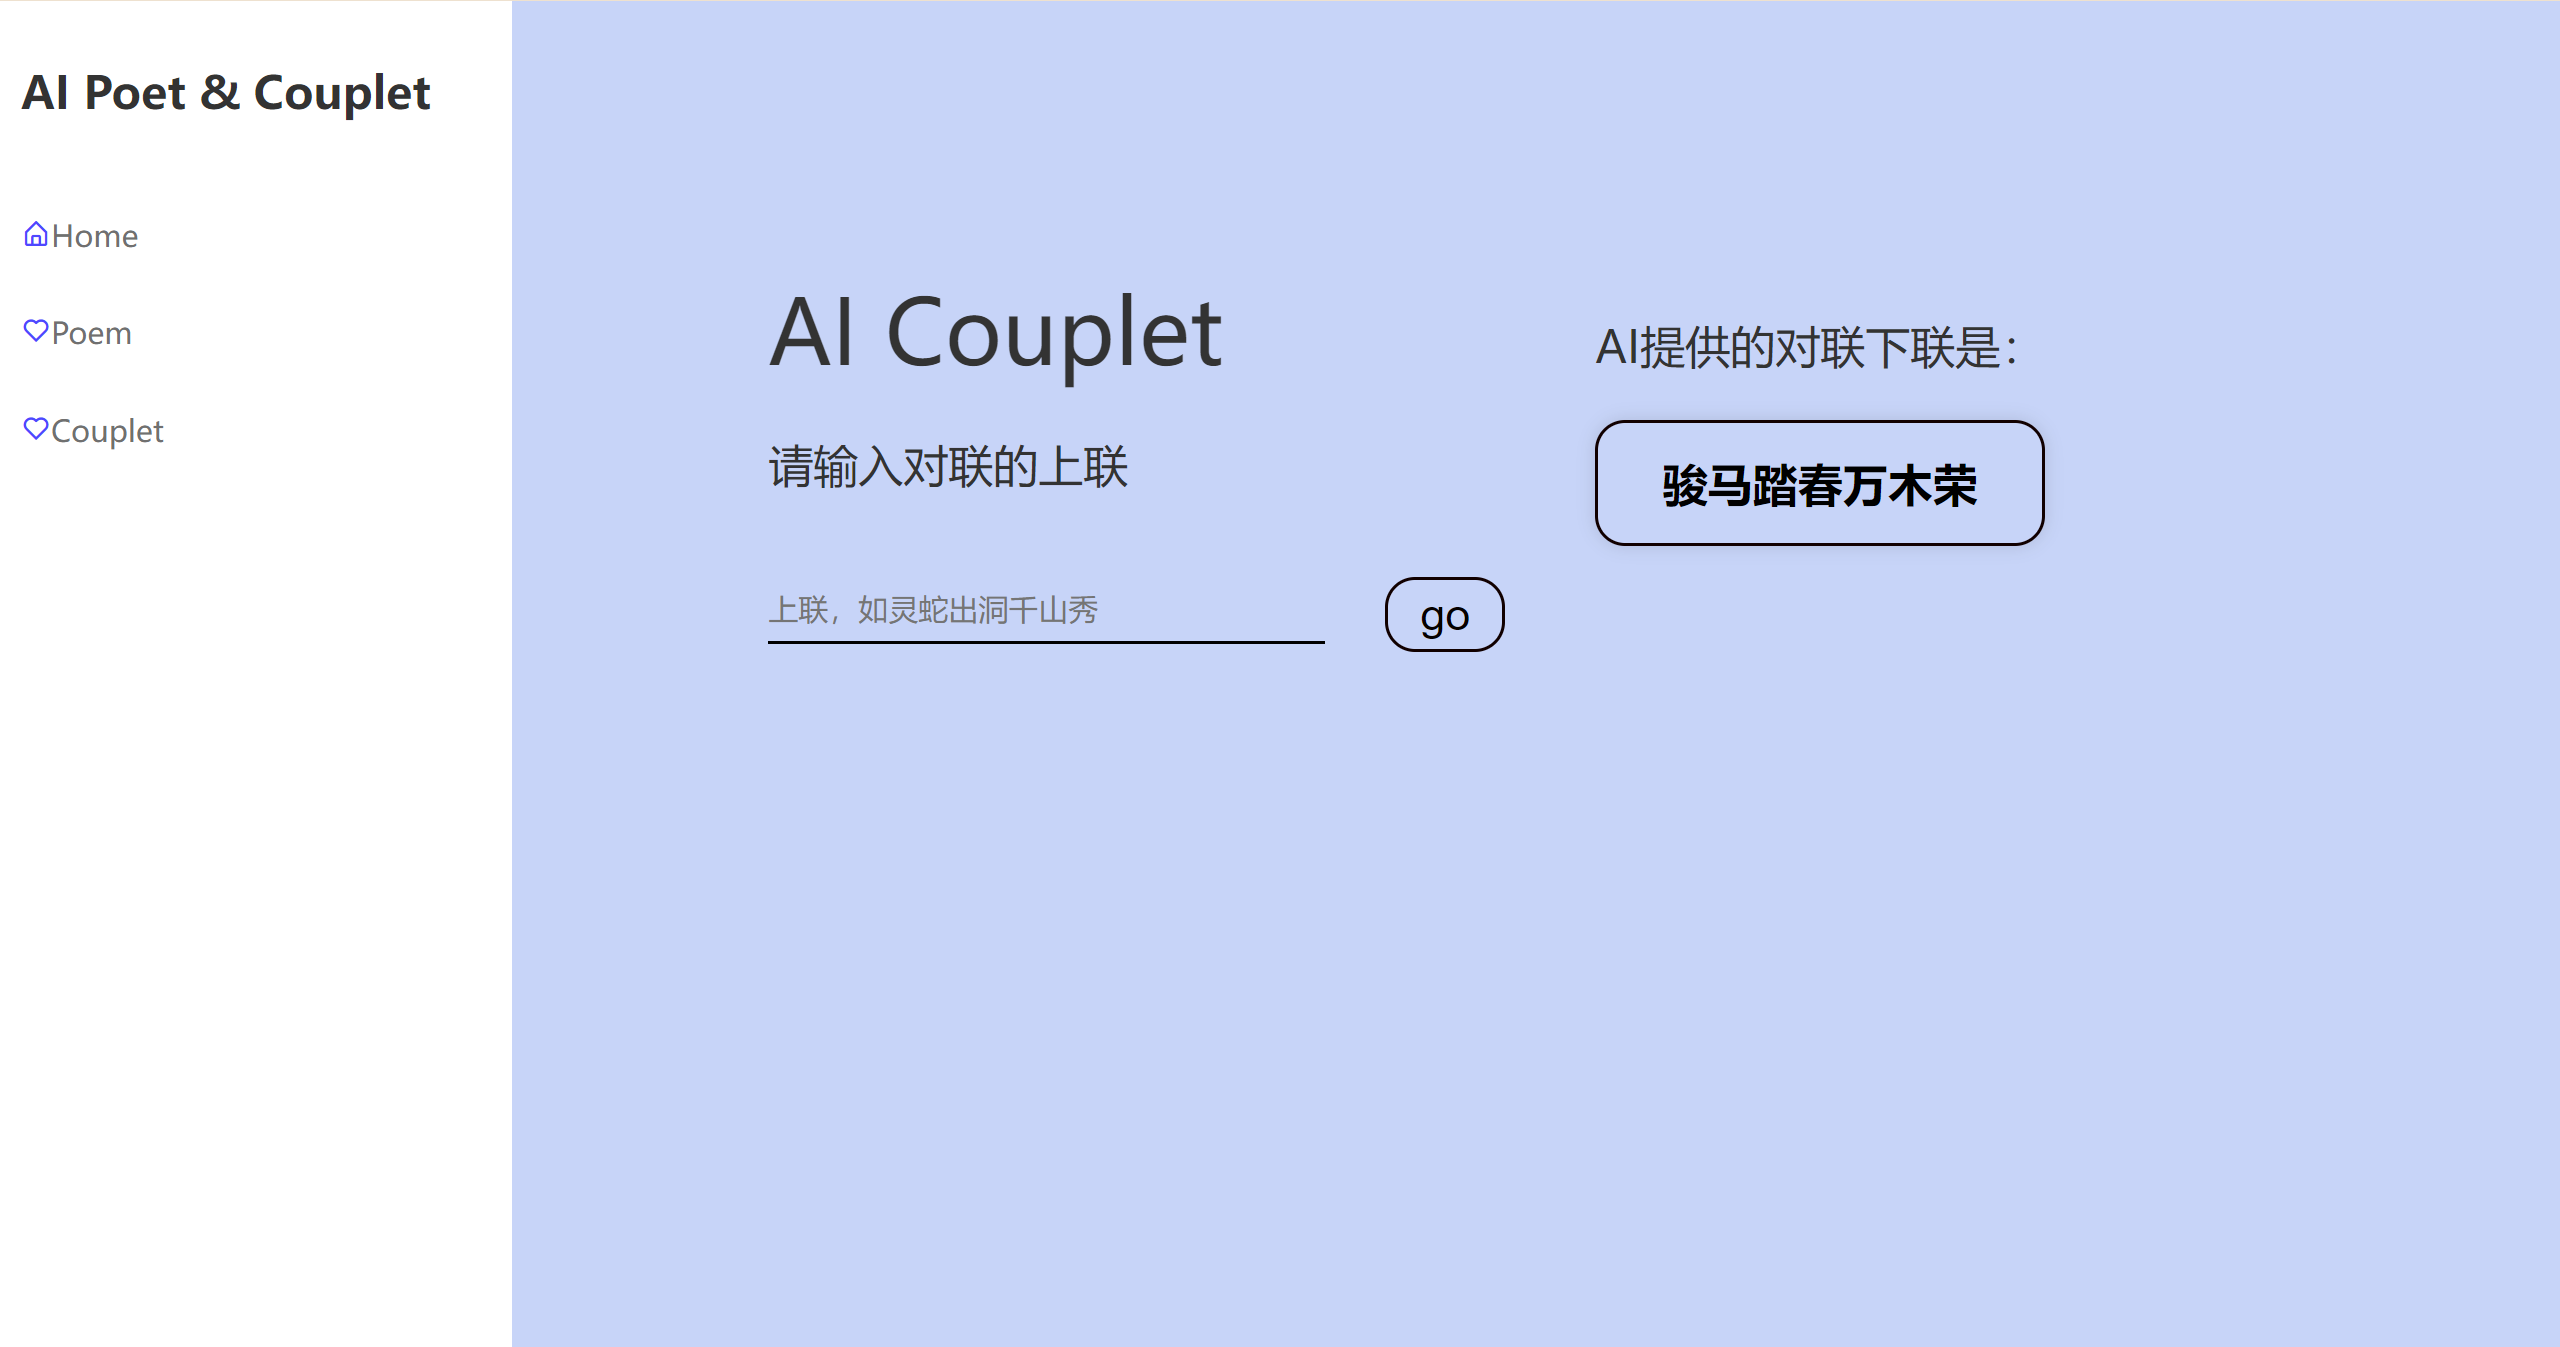 AI Poet & Couplet
Home
Poem
Couplet
AI Couplet
请输入对联的上联
上联，如灵蛇出洞千山秀
go
AI提供的对联下联是：
骏马踏春万木荣